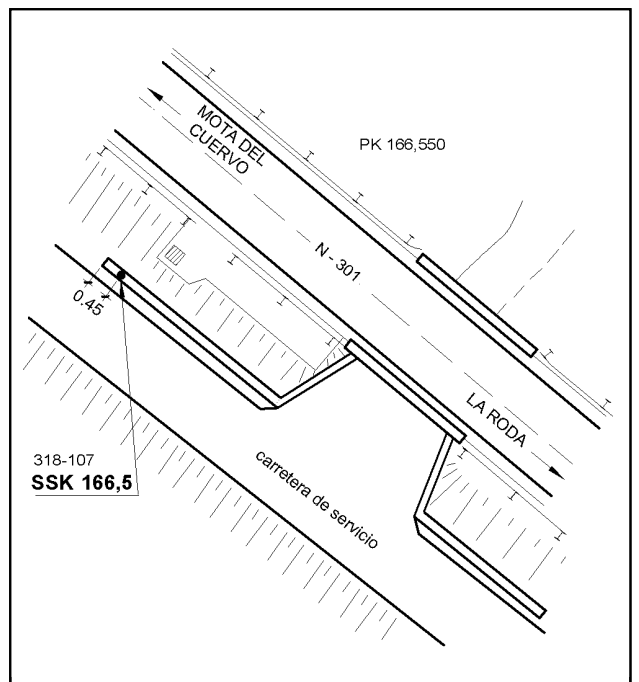 MOTA DEL
CUERVO
PK 166,550
N - 301
0.45
LA RODA
318-107
SSK 166,5
carretera de servicio